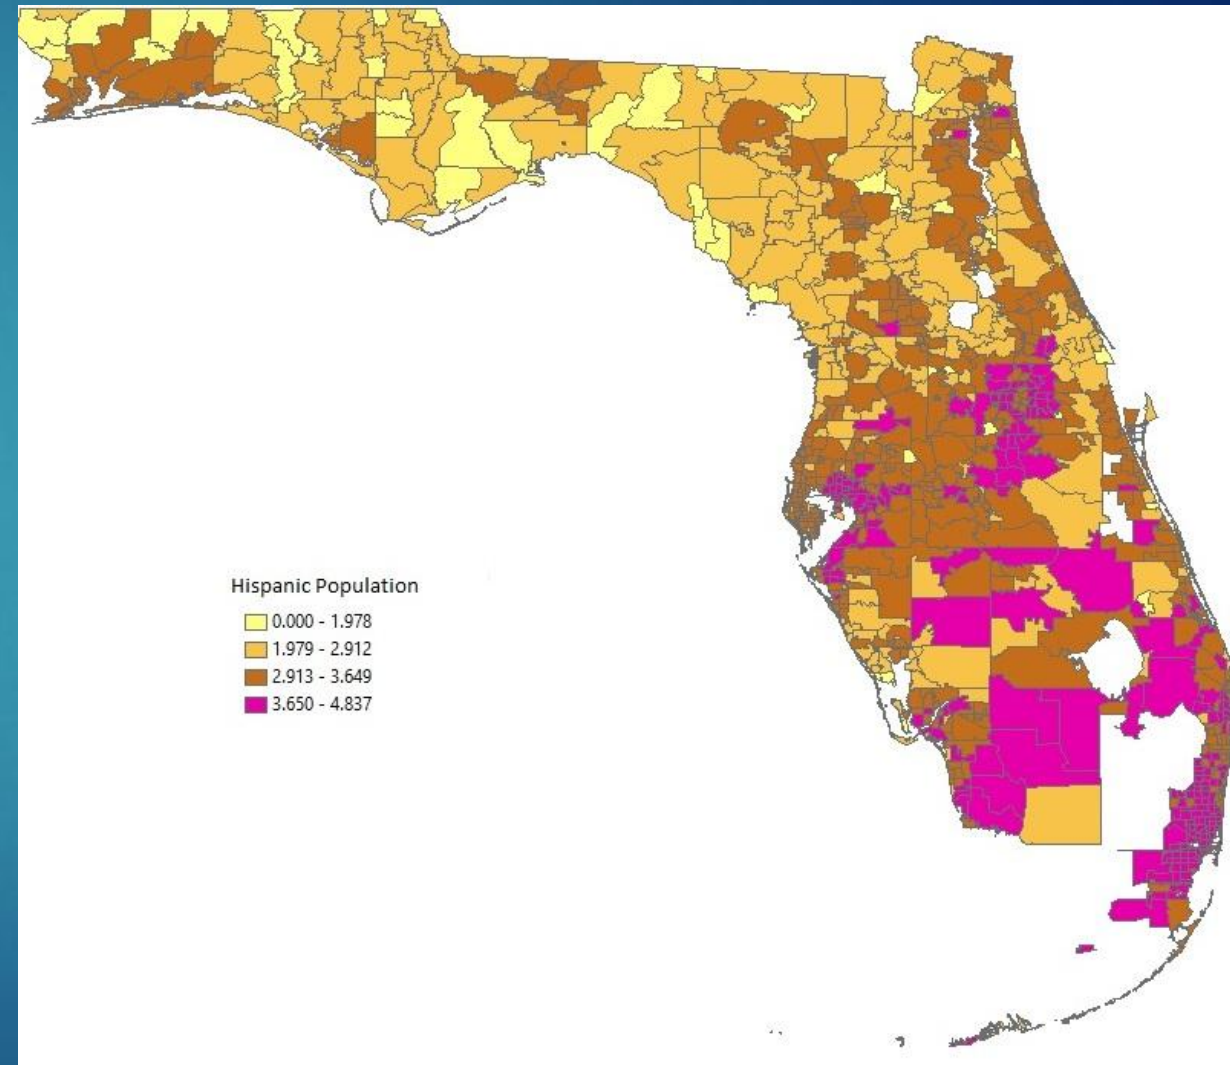 Hispanic Population
0.000 - 1.978
1.979 - 2.912
2.913 - 3.649
3.650 - 4.837